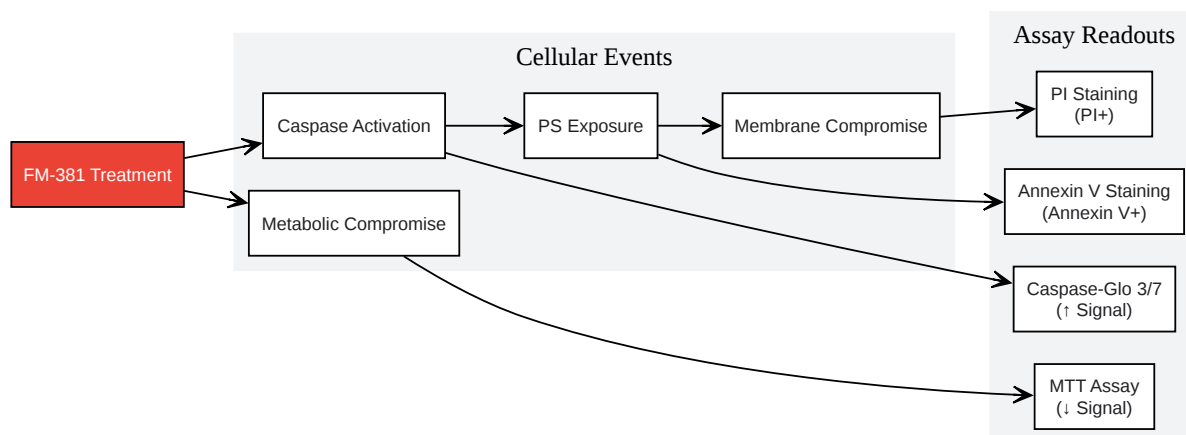 Cellular Events
Assay Readouts
FM-381 Treatment
Caspase Activation
PS Exposure
Membrane Compromise
Metabolic Compromise
PI Staining
(PI+)
Annexin V Staining
(Annexin V+)
Caspase-Glo 3/7
(↑ Signal)
MTT Assay
(↓ Signal)